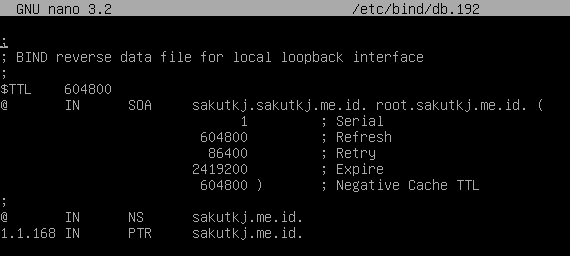 GNU nano 3.2 /etc/bind/db.192
;
; BIND reverse data file for local loopback interface
;
$TTL 604800
@ IN SOA sakutkj.sakutkj.me.id. root.sakutkj.me.id. (
1 ; Serial
604800 ; Refresh
86400 ; Retry
2419200 ; Expire
604800 ) ; Negative Cache TTL
;
@ IN NS sakutkj.me.id.
1.1.168 IN PTR sakutkj.me.id.